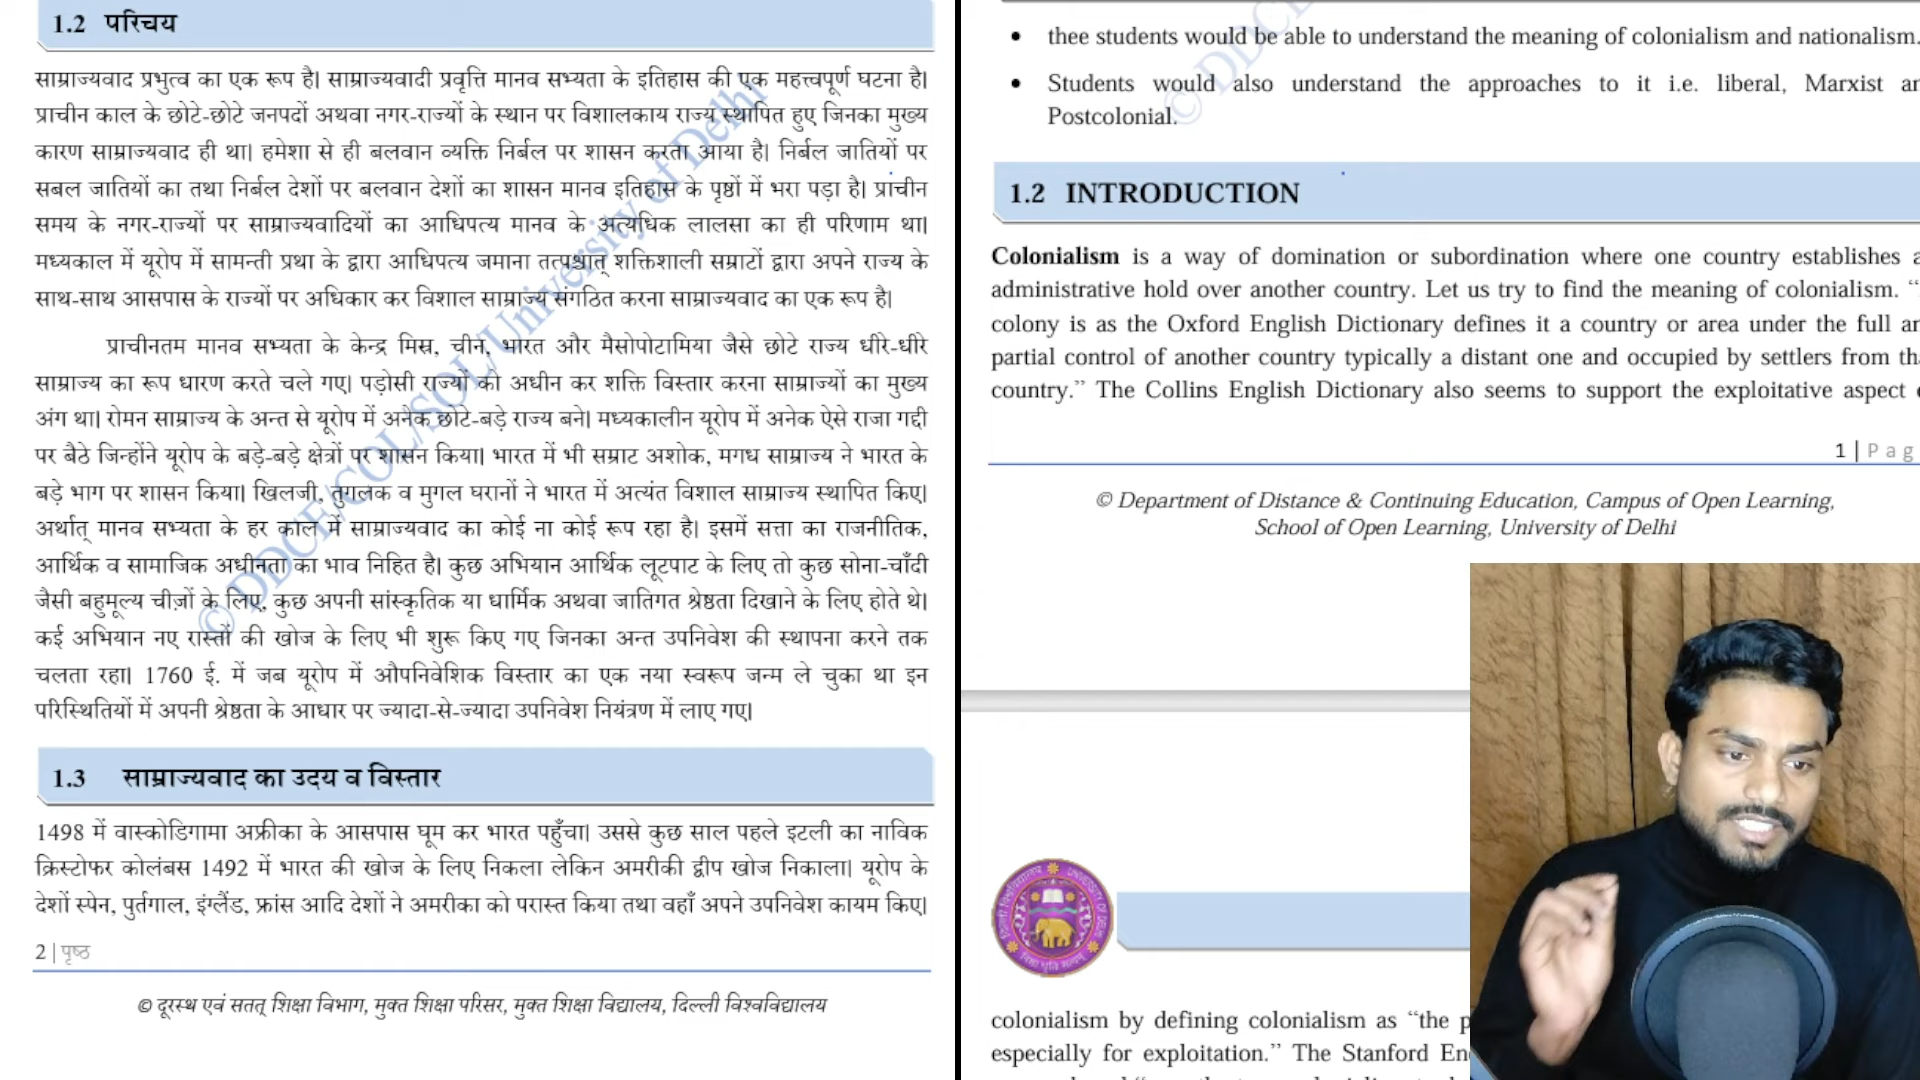 1.2 परिचय
साम्राज्यवाद प्रभुत्व का एक रूप है। साम्राज्यवादी प्रवृत्ति मानव सभ्यता के इतिहास की एक महत्त्वपूर्ण घटना है।
प्राचीन काल के छोटे-छोटे जनपदों अथवा नगर-राज्यों के स्थान पर विशालकाय राज्य स्थापित हुए जिनका मुख्य
कारण साम्राज्यवाद ही था। हमेशा से ही बलवान व्यक्ति निर्बल पर शासन करता आया है। निर्बल जातियों पर
सबल जातियों का तथा निर्बल देशों पर बलवान देशों का शासन मानव इतिहास के पृष्ठों में भरा पड़ा है। प्राचीन
समय के नगर-राज्यों पर साम्राज्यवादियों का आधिपत्य मानव के अत्यधिक लालसा का ही परिणाम था।
मध्यकाल में यूरोप में सामन्ती प्रथा के द्वारा आधिपत्य जमाना तत्पश्चात् शक्तिशाली सम्राटों द्वारा अपने राज्य के
साथ-साथ आसपास के राज्यों पर अधिकार कर विशाल साम्राज्य संगठित करना साम्राज्यवाद का एक रूप है।
प्राचीनतम मानव सभ्यता के केन्द्र मिस्र, चीन, भारत और मैसोपोटामिया जैसे छोटे राज्य धीरे-धीरे
साम्राज्य का रूप धारण करते चले गए। पड़ोसी राज्यों को अधीन कर शक्ति विस्तार करना साम्राज्यों का मुख्य
अंग था। रोमन साम्राज्य के अन्त से यूरोप में अनेक छोटे-बड़े राज्य बने। मध्यकालीन यूरोप में अनेक ऐसे राजा गद्दी
पर बैठे जिन्होंने यूरोप के बड़े-बड़े क्षेत्रों पर शासन किया। भारत में भी सम्राट अशोक, मगध साम्राज्य ने भारत के
बड़े भाग पर शासन किया। खिलजी, तुगलक व मुगल घरानों ने भारत में अत्यंत विशाल साम्राज्य स्थापित किए।
अर्थात् मानव सभ्यता के हर काल में साम्राज्यवाद का कोई ना कोई रूप रहा है। इसमें सत्ता का राजनीतिक,
आर्थिक व सामाजिक अधीनता का भाव निहित है। कुछ अभियान आर्थिक लूटपाट के लिए तो कुछ सोना-चाँदी
जैसी बहुमूल्य चीज़ों के लिए, कुछ अपनी सांस्कृतिक या धार्मिक अथवा जातिगत श्रेष्ठता दिखाने के लिए होते थे।
कई अभियान नए रास्तों की खोज के लिए भी शुरू किए गए जिनका अन्त उपनिवेश की स्थापना करने तक
चलता रहा। 1760 ई. में जब यूरोप में औपनिवेशिक विस्तार का एक नया स्वरूप जन्म ले चुका था इन
परिस्थितियों में अपनी श्रेष्ठता के आधार पर ज्यादा-से-ज्यादा उपनिवेश नियंत्रण में लाए गए।
1.3 साम्राज्यवाद का उदय व विस्तार
1498 में वास्कोडिगामा अफ्रीका के आसपास घूम कर भारत पहुँचा। उससे कुछ साल पहले इटली का नाविक
क्रिस्टोफर कोलंबस 1492 में भारत की खोज के लिए निकला लेकिन अमरीकी द्वीप खोज निकाला। यूरोप के
देशों स्पेन, पुर्तगाल, इंग्लैंड, फ्रांस आदि देशों ने अमरीका को परास्त किया तथा वहाँ अपने उपनिवेश कायम किए।
2 | पृष्ठ
© दूरस्थ एवं सतत् शिक्षा विभाग, मुक्त शिक्षा परिसर, मुक्त शिक्षा विद्यालय, दिल्ली विश्वविद्यालय
© DDCE/COL/SOL/University of Delhi
• thee students would be able to understand the meaning of colonialism and nationalism.
• Students would also understand the approaches to it i.e. liberal, Marxist
Postcolonial.
© DDCE
1.2 INTRODUCTION
Colonialism is a way of domination or subordination where one country establishes
administrative hold over another country. Let us try to find the meaning of colonialism. “
colony is as the Oxford English Dictionary defines it a country or area under the full
partial control of another country typically a distant one and occupied by settlers from
country.” The Collins English Dictionary also seems to support the exploitative aspect
1 | Pag
© Department of Distance & Continuing Education, Campus of Open Learning,
School of Open Learning, University of Delhi
colonialism by defining colonialism as “the
especially for exploitation.” The Stanford